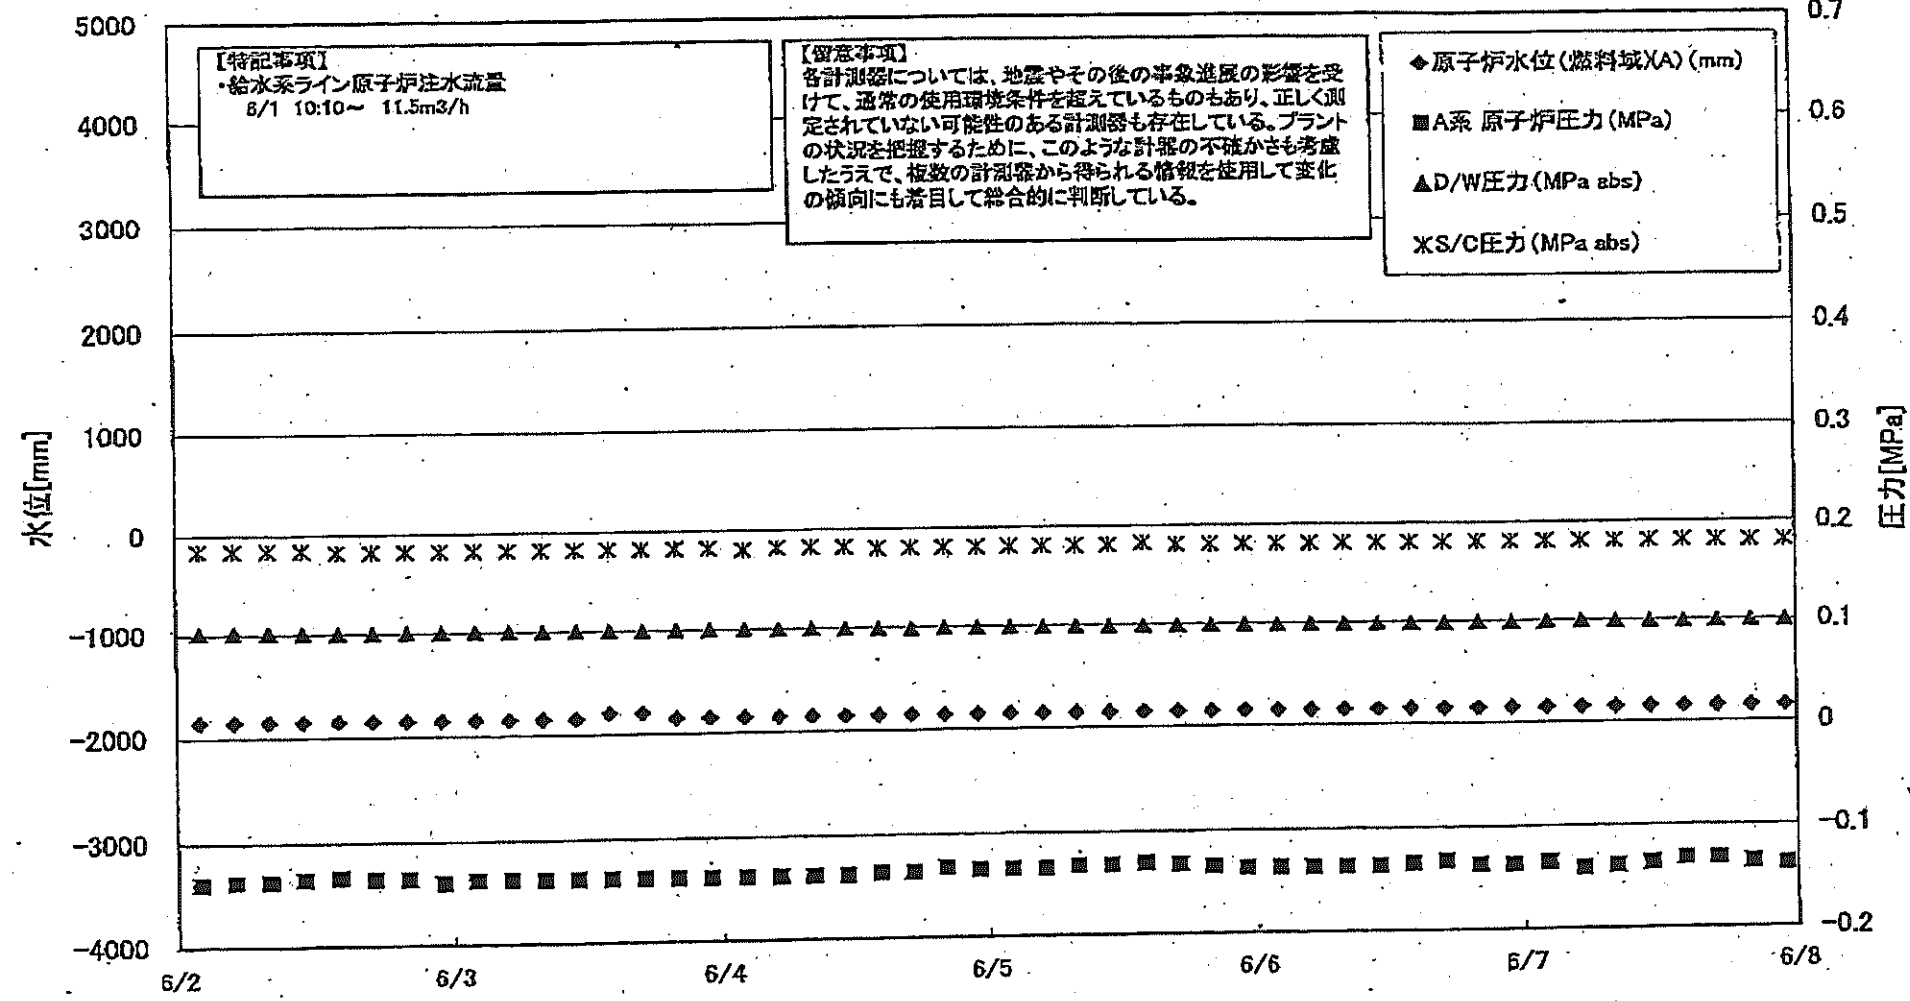 【特記事項】
・給水系ライン原子炉注水流量
6/1 10:10～ 11.5m3/h
【留意事項】
各計測器については、地震やその後の事象進展の影響を受
けて、通常の使用環境条件を超えているものもあり、正しく測
定されていない可能性のある計測器も存在している。プラント
の状況を把握するために、このような計器の不確かさも考慮
したうえで、複数の計測器から得られる情報を使用して変化
の傾向にも着目して総合的に判断している。
◆原子炉水位(燃料域)(A)(mm)
■A系 原子炉圧力(MPa)
▲D/W圧力(MPa abs)
S/C圧力(MPa abs)
水位[mm]
5000
4000
3000
2000
1000
0
-1000
-2000
-3000
-4000
圧力[MPa]
0.7
0.6
0.5
0.4
0.3
0.2
0.1
0
-0.1
-0.2
6/2
6/3
6/4
6/5
6/6
6/7
6/8